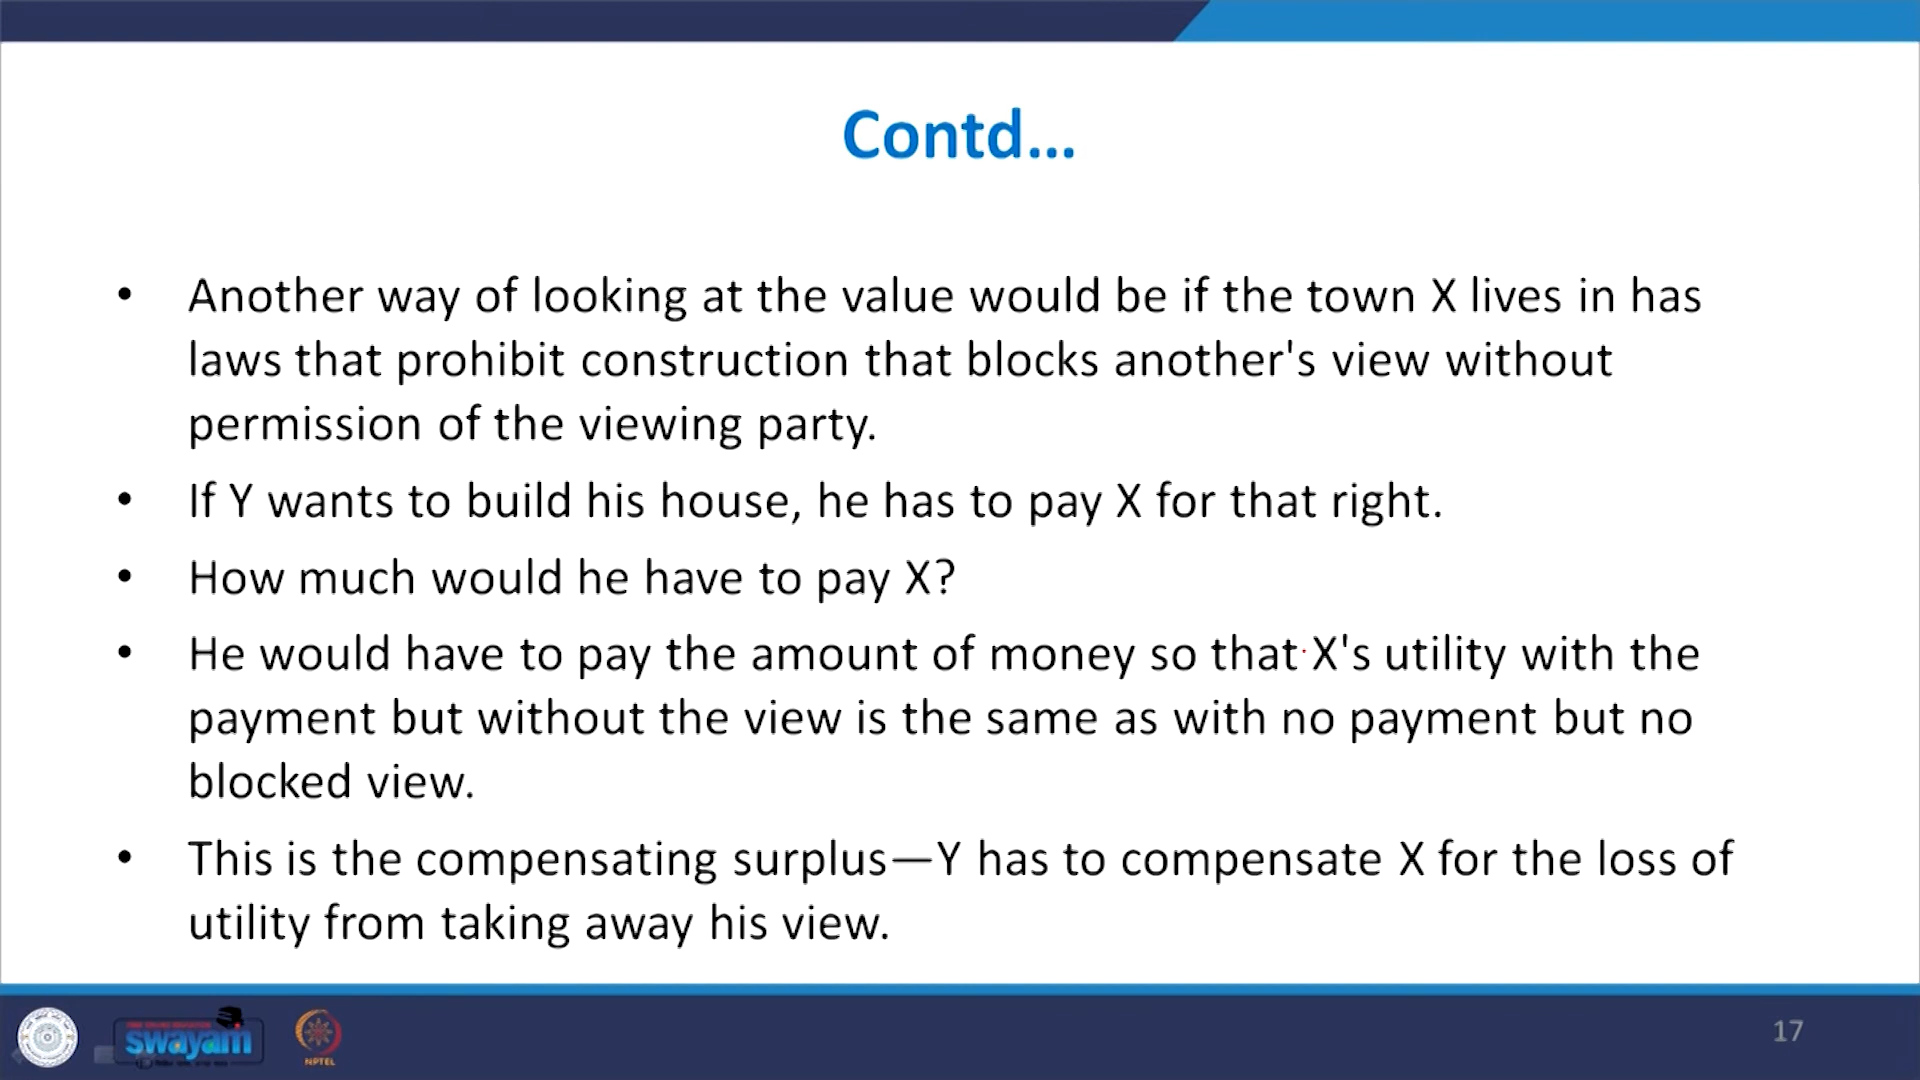 Contd...
• Another way of looking at the value would be if the town X lives in has
laws that prohibit construction that blocks another's view without
permission of the viewing party.
• If Y wants to build his house, he has to pay X for that right.
• How much would he have to pay X?
• He would have to pay the amount of money so that X's utility with the
payment but without the view is the same as with no payment but no
blocked view.
• This is the compensating surplus—Y has to compensate X for the loss of
utility from taking away his view.
swayam
NPTEL
17